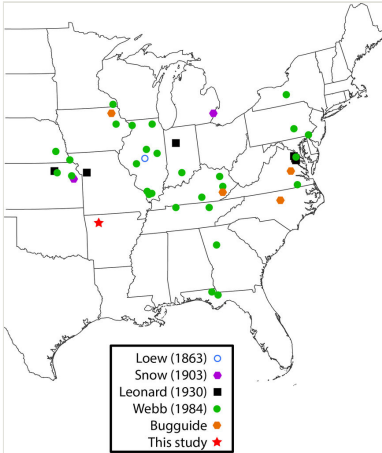 Loew (1863)
Snow (1903)
Leonard (1930)
Webb (1984)
Bugguide
This study